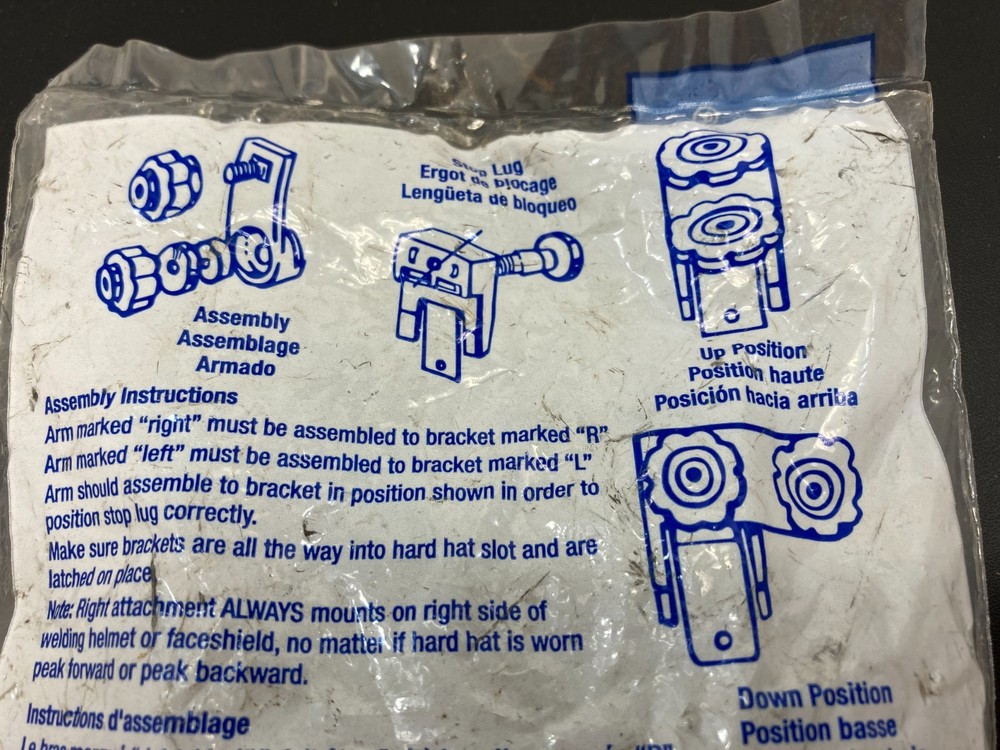 Stop Lug
Ergot de blocage
Lengüeta de bloqueo
Assembly
Assemblage
Armado
Up Position
Position haute
Posición hacia arriba
Assembly Instructions
Arm marked “right” must be assembled to bracket marked “R”
Arm marked “left” must be assembled to bracket marked “L”
Arm should assemble to bracket in position shown in order to
position stop lug correctly.
Make sure brackets are all the way into hard hat slot and are
latched on place
Note: Right attachment ALWAYS mounts on right side of
welding helmet or faceshield, no matter if hard hat is worn
peak forward or peak backward.
Down Position
Position basse
Instructions d'assemblage
Le bras